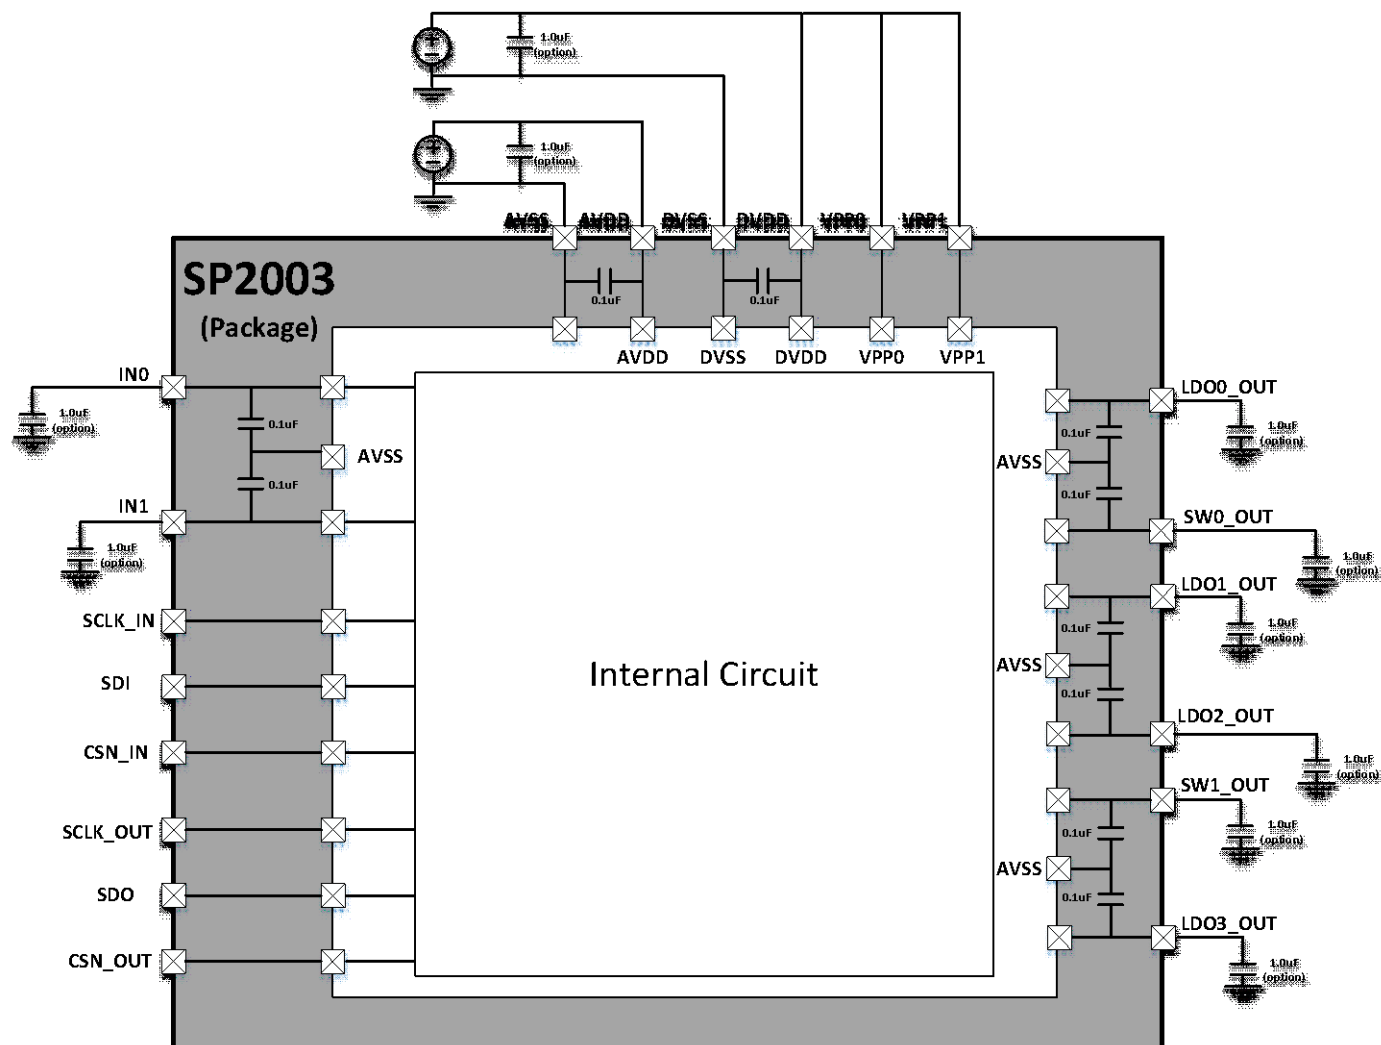 1.0uF
(option)
1.0uF
(option)
AVSS AVDD DVSS DVDD VPP0 VPP1
SP2003
(Package)
0.1uF
0.1uF
AVDD DVSS DVDD VPP0 VPP1
IN0
1.0uF
(option)
0.1uF
AVSS
0.1uF
IN1
1.0uF
(option)
SCLK_IN
SDI
CSN_IN
SCLK_OUT
SDO
CSN_OUT
Internal Circuit
LDO0_OUT
0.1uF
1.0uF
(option)
AVSS
0.1uF
SW0_OUT
1.0uF
(option)
LDO1_OUT
0.1uF
1.0uF
(option)
AVSS
0.1uF
LDO2_OUT
1.0uF
(option)
SW1_OUT
0.1uF
1.0uF
(option)
AVSS
0.1uF
LDO3_OUT
1.0uF
(option)